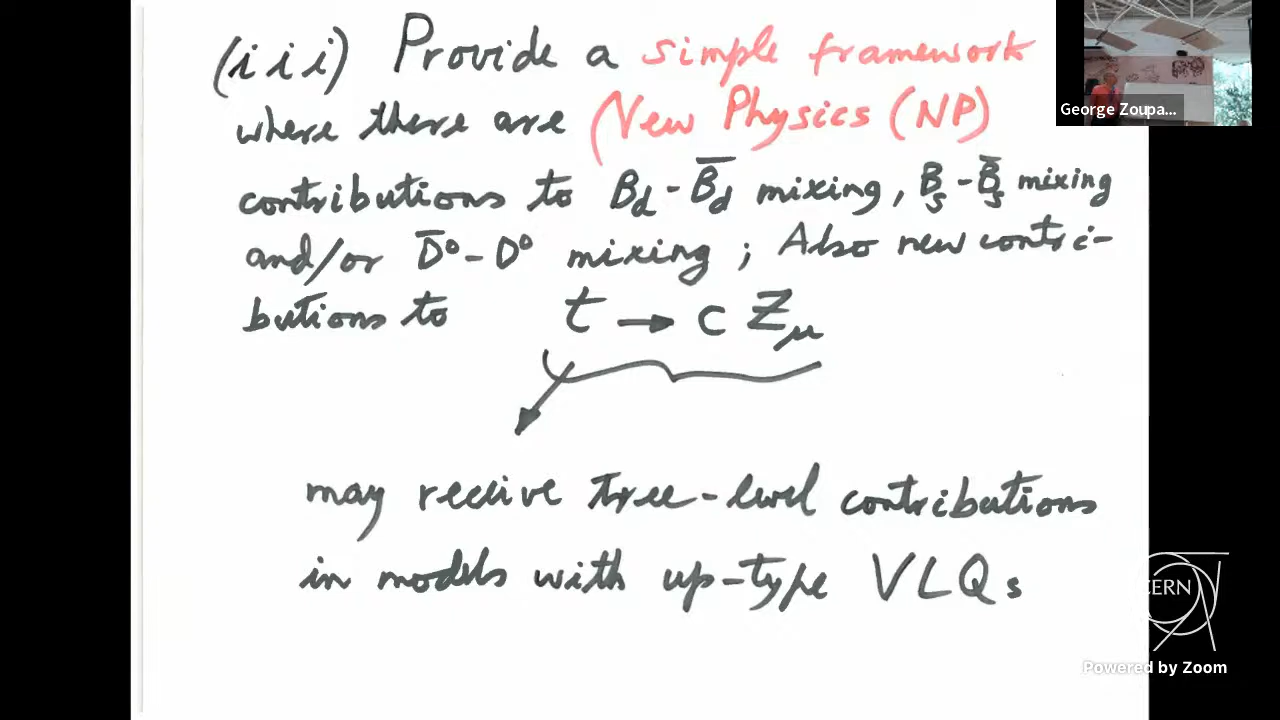 (iii) Provide a simple framework
where there are (New Physics (NP)
contributions to B_d - B̄_d mixing, B_s - B̄_s mixing
and/or D̄⁰ - D⁰ mixing ; Also new contri-
butions to t → c Z_μ
may receive tree-level contributions
in models with up-type VLQs
George Zoupa...
CERN
Powered by Zoom